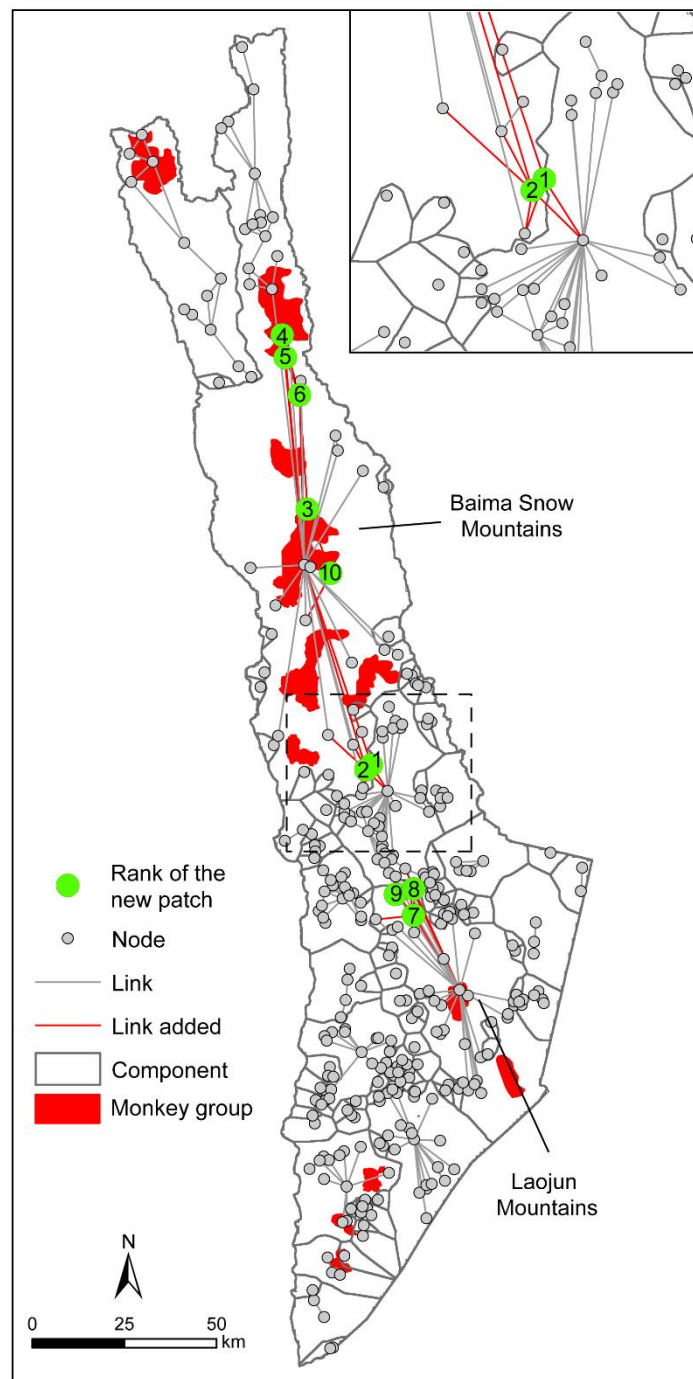 1
2
4
5
6
3
Baima Snow
Mountains
10
2 1
Rank of the
new patch
9 8
7
Node
Link
Link added
Component
Monkey group
Laojun
Mountains
N
0 25 50
km